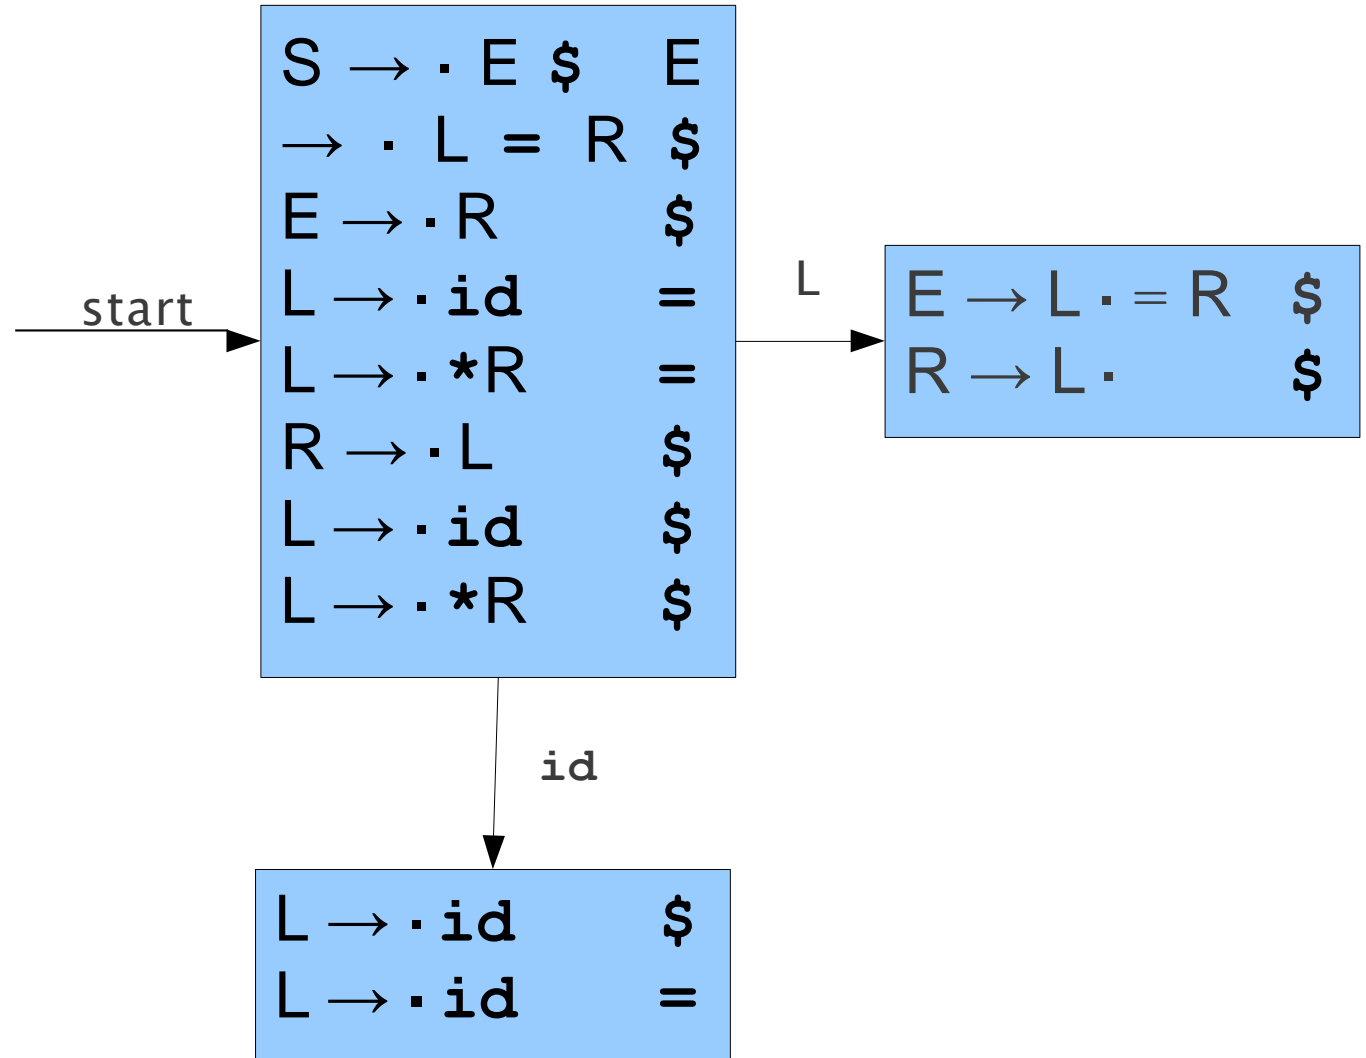 S → · E $ E
→ · L = R $
E → · R $
L → · id =
L → · *R =
R → · L $
L → · id $
L → · *R $
start
L
E → L · = R $
R → L · $
id
L → · id $
L → · id =